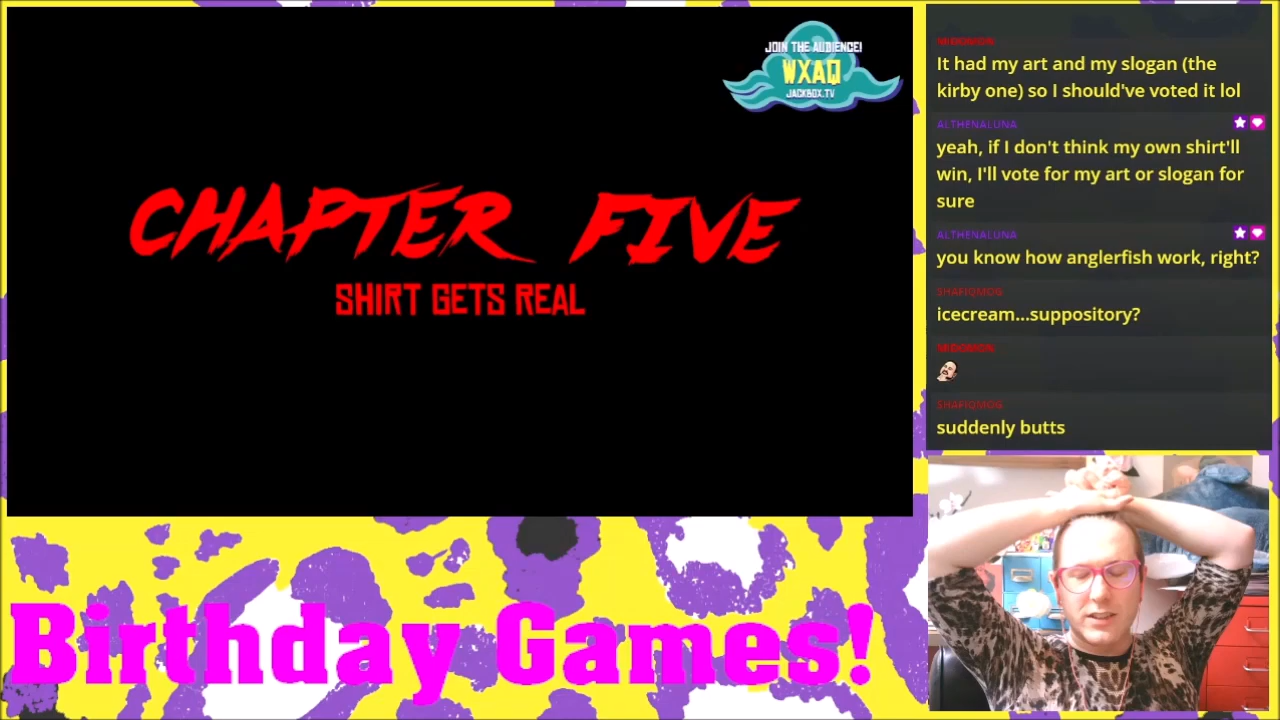 JOIN THE AUDIENCE!
WXAQ
JACKBOX.TV
CHAPTER FIVE
SHIRT GETS REAL
Birthday Games!
It had my art and my slogan (the
kirby one) so I should've voted it lol
ALTHENALUNA
yeah, if I don't think my own shirt'll
win, I'll vote for my art or slogan for
sure
ALTHENALUNA
you know how anglerfish work, right?
SHAFIQMOG
icecream...suppository?
SHAFIQMOG
suddenly butts